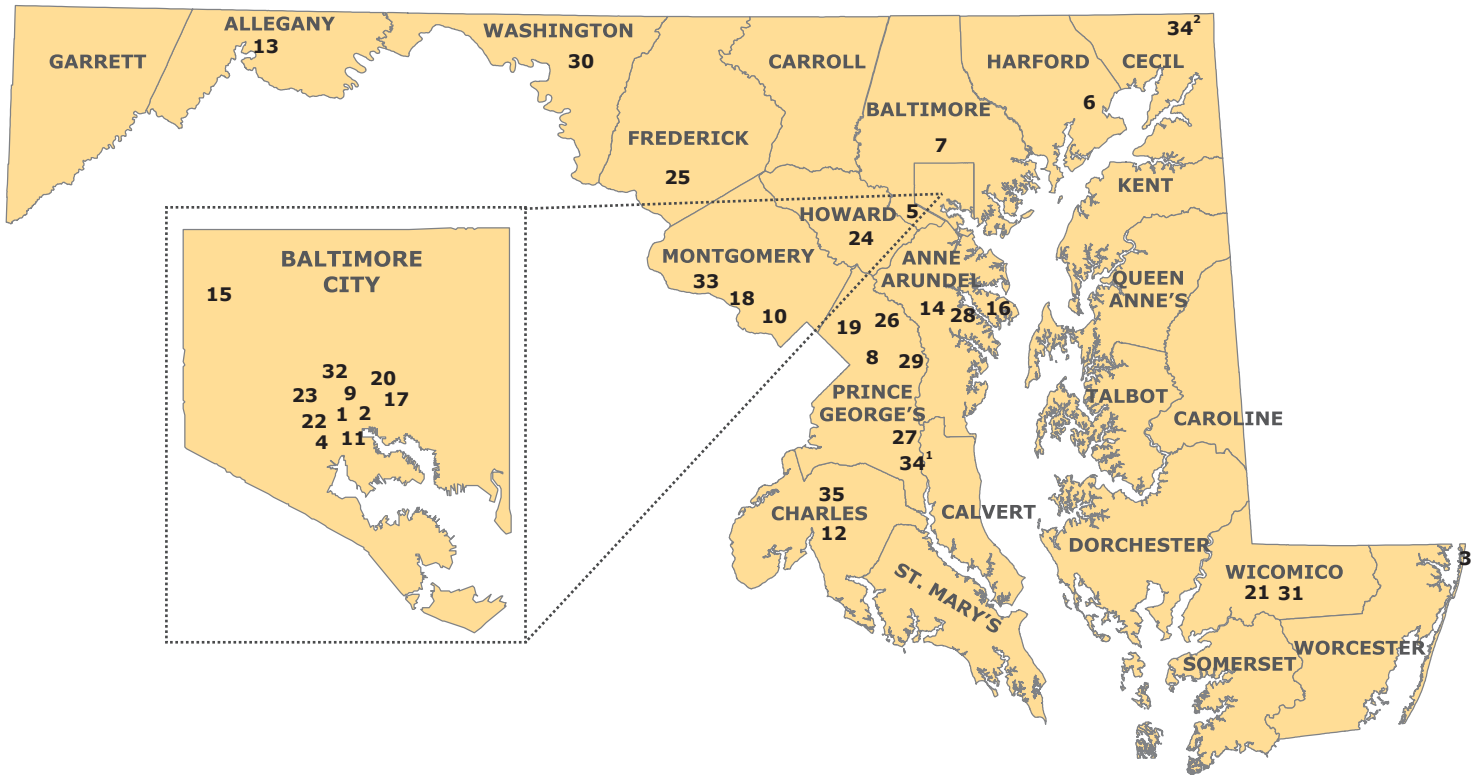 34²
ALLEGANY
13
WASHINGTON
30
GARRETT
CARROLL
HARFORD
CECIL
6
BALTIMORE
7
FREDERICK
25
KENT
HOWARD
5
24
MONTGOMERY
33
18
10
ANNE
ARUNDEL
14
28
16
QUEEN
ANNE'S
BALTIMORE
CITY
15
19
26
8
29
32
20
23
9
17
22
1
2
4
11
PRINCE
GEORGE'S
27
34¹
TALBOT
CAROLINE
35
CHARLES
12
CALVERT
DORCHESTER
3
WICOMICO
21 31
ST. MARY'S
WORCESTER
SOMERSET